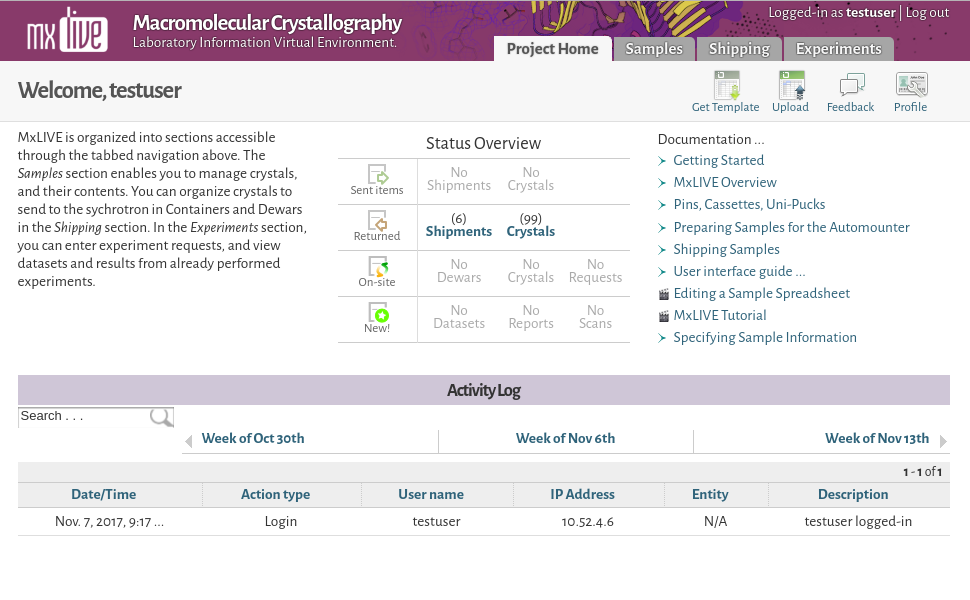 mx live
Macromolecular Crystallography
Laboratory Information Virtual Environment.
Logged-in as testuser | Log out
Project Home
Samples
Shipping
Experiments
Welcome, testuser
Get Template
Upload
Feedback
Profile
MxLIVE is organized into sections accessible
through the tabbed navigation above. The
Samples section enables you to manage crystals,
and their contents. You can organize crystals to
send to the sychrotron in Containers and Dewars
in the Shipping section. In the Experiments section,
you can enter experiment requests, and view
datasets and results from already performed
experiments.
Status Overview
Sent items
No Shipments
No Crystals
Returned
(6) Shipments
(99) Crystals
On-site
No Dewars
No Crystals
No Requests
New!
No Datasets
No Reports
No Scans
Documentation ...
Getting Started
MxLIVE Overview
Pins, Cassettes, Uni-Pucks
Preparing Samples for the Automounter
Shipping Samples
User interface guide ...
Editing a Sample Spreadsheet
MxLIVE Tutorial
Specifying Sample Information
Activity Log
Search . . .
Week of Oct 30th
Week of Nov 6th
Week of Nov 13th
1 - 1 of 1
Date/Time Action type User name IP Address Entity Description
Nov. 7, 2017, 9:17 ... Login testuser 10.52.4.6 N/A testuser logged-in